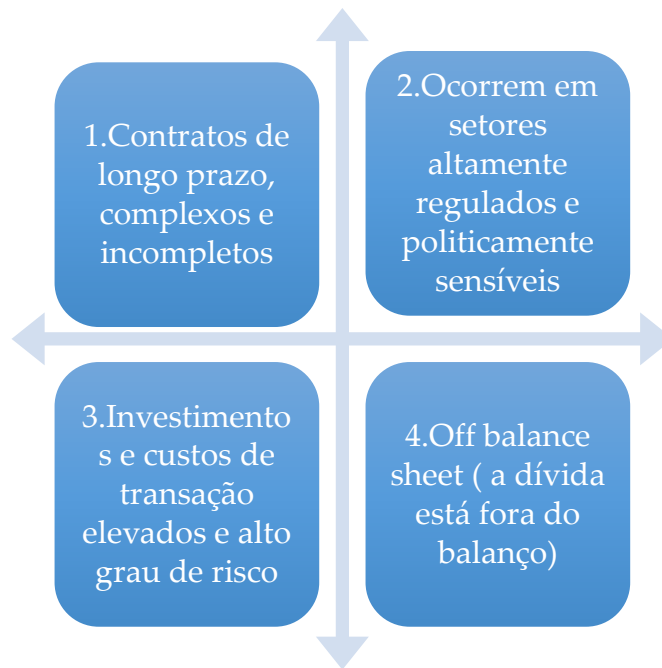 1.Contratos de
longo prazo,
complexos e
incompletos
2.Ocorrem em
setores
altamente
regulados e
politicamente
sensíveis
3.Investimento
s e custos de
transação
elevados e alto
grau de risco
4.Off balance
sheet ( a dívida
está fora do
balanço)